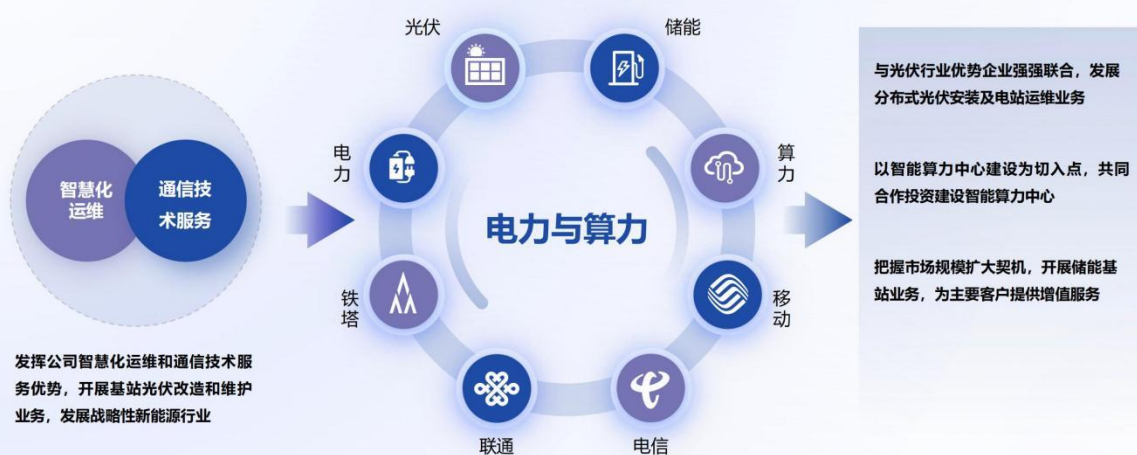 智慧化
运维
通信技
术服务
发挥公司智慧化运维和通信技术服
务优势，开展基站光伏改造和维护
业务，发展战略性新能源行业
光伏
储能
电力
算力
电力与算力
铁塔
移动
联通
电信
与光伏行业优势企业强强联合，发展
分布式光伏安装及电站运维业务
以智能算力中心建设为切入点，共同
合作投资建设智能算力中心
把握市场规模扩大契机，开展储能基
站业务，为主要客户提供增值服务